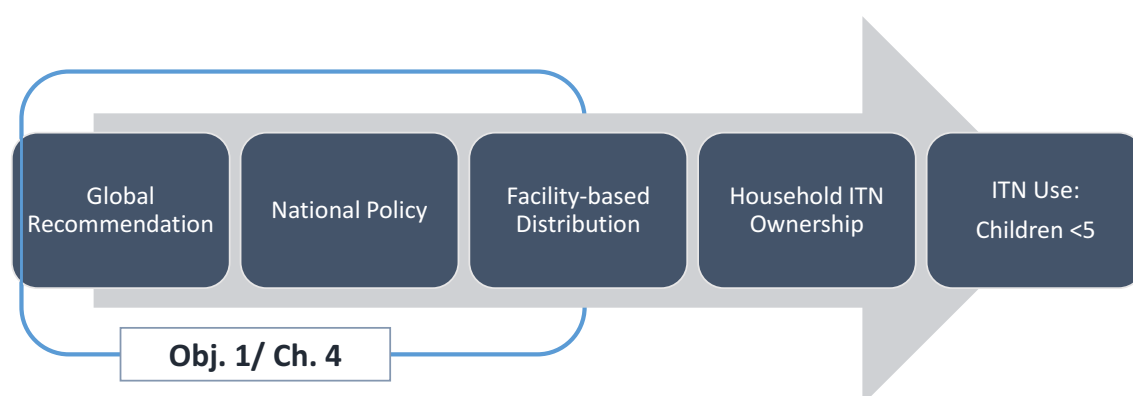 Global
Recommendation
National Policy
Facility-based
Distribution
Household ITN
Ownership
ITN Use:
Children <5
Obj. 1/ Ch. 4